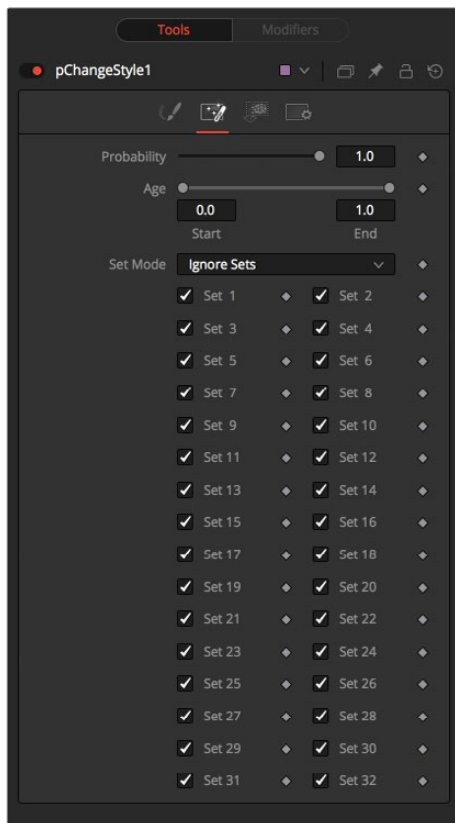 Tools Modifiers
pChangeStyle1
Probability 1.0
Age
0.0 1.0
Start End
Set Mode Ignore Sets
Set 1 Set 2
Set 3 Set 4
Set 5 Set 6
Set 7 Set 8
Set 9 Set 10
Set 11 Set 12
Set 13 Set 14
Set 15 Set 16
Set 17 Set 18
Set 19 Set 20
Set 21 Set 22
Set 23 Set 24
Set 25 Set 26
Set 27 Set 28
Set 29 Set 30
Set 31 Set 32